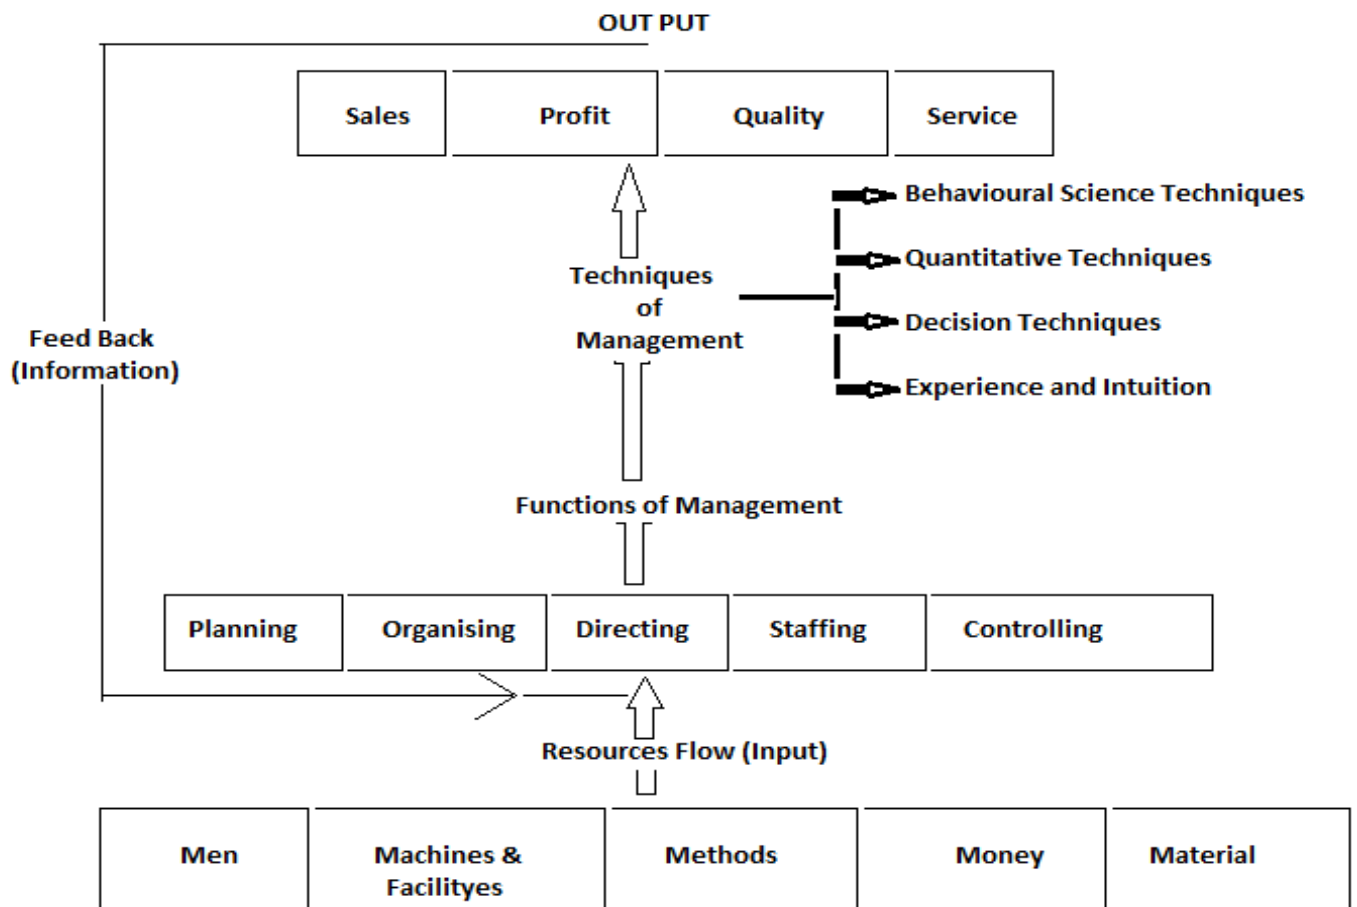 OUT PUT
Sales Profit Quality Service
Behavioural Science Techniques
Quantitative Techniques
Techniques
of
Management
Decision Techniques
Experience and Intuition
Feed Back
(Information)
Functions of Management
Planning Organising Directing Staffing Controlling
Resources Flow (Input)
Men Machines & Methods Money Material
Facilityes